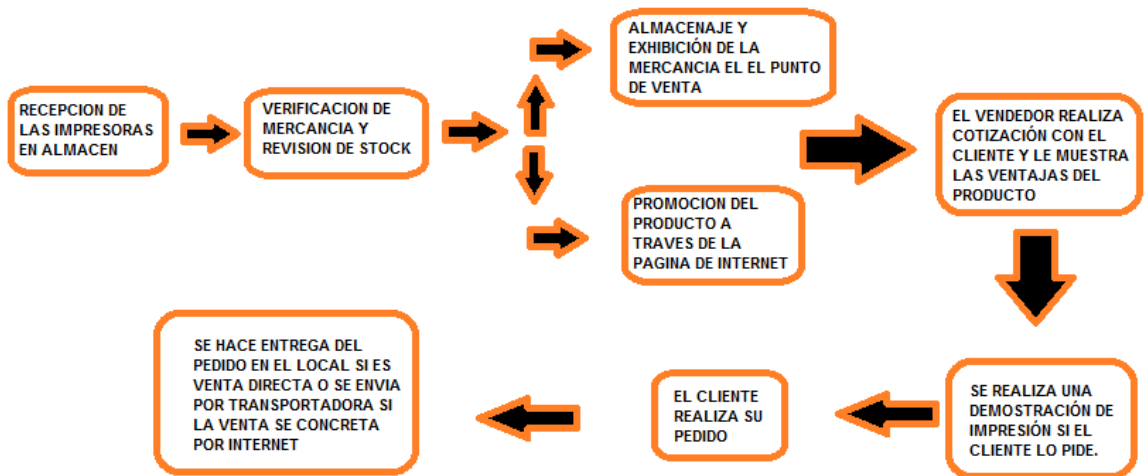 RECEPCION DE
LAS IMPRESORAS
EN ALMACEN
VERIFICACION DE
MERCANCIA Y
REVISION DE STOCK
ALMACENAJE Y
EXHIBICIÓN DE LA
MERCANCIA EL EL PUNTO
DE VENTA
PROMOCION DEL
PRODUCTO A
TRAVES DE LA
PAGINA DE INTERNET
EL VENDEDOR REALIZA
COTIZACIÓN CON EL
CLIENTE Y LE MUESTRA
LAS VENTAJAS DEL
PRODUCTO
SE REALIZA UNA
DEMOSTRACIÓN DE
IMPRESIÓN SI EL
CLIENTE LO PIDE.
EL CLIENTE
REALIZA SU
PEDIDO
SE HACE ENTREGA DEL
PEDIDO EN EL LOCAL SI ES
VENTA DIRECTA O SE ENVIA
POR TRANSPORTADORA SI
LA VENTA SE CONCRETA
POR INTERNET